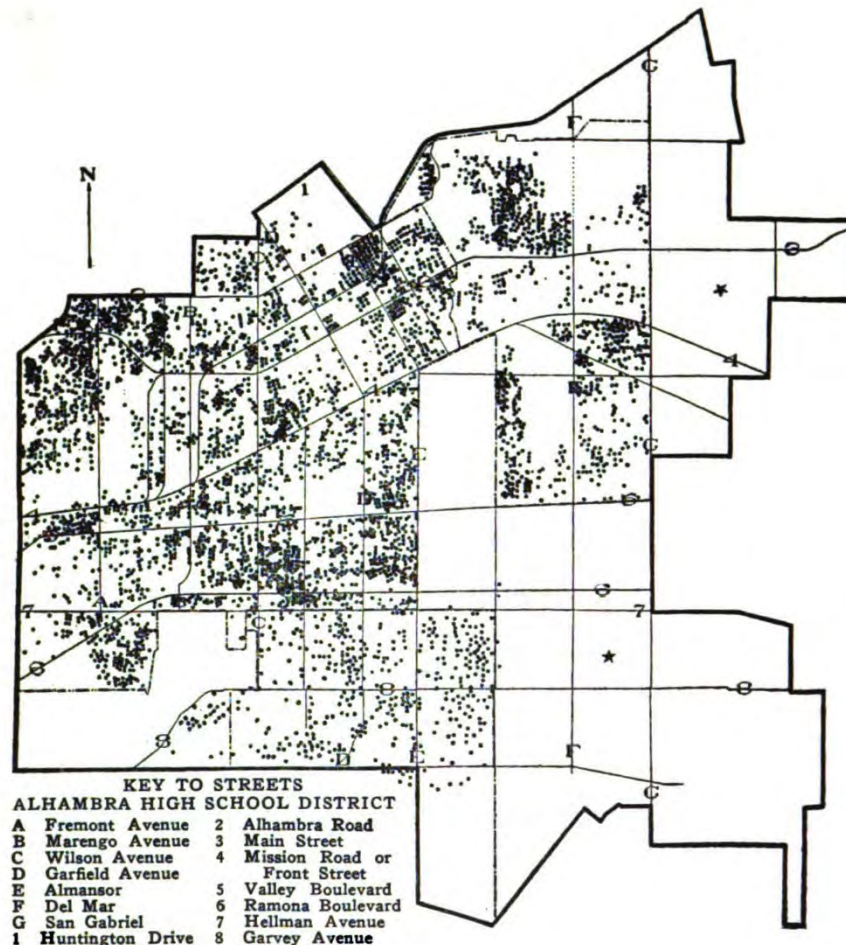 N
1
KEY TO STREETS
ALHAMBRA HIGH SCHOOL DISTRICT
A Fremont Avenue 2 Alhambra Road
B Marengo Avenue 3 Main Street
C Wilson Avenue 4 Mission Road or
D Garfield Avenue Front Street
E Almansor 5 Valley Boulevard
F Del Mar 6 Ramona Boulevard
G San Gabriel 7 Hellman Avenue
1 Huntington Drive 8 Garvey Avenue